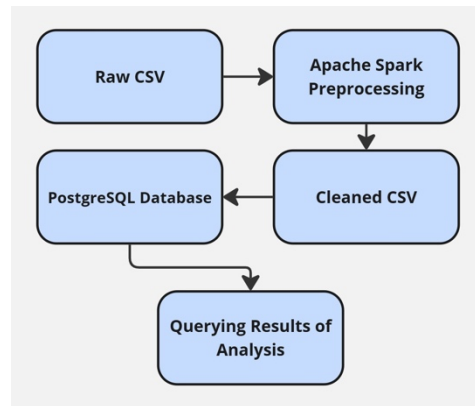 Raw CSV
Apache Spark
Preprocessing
Cleaned CSV
PostgreSQL Database
Querying Results of
Analysis